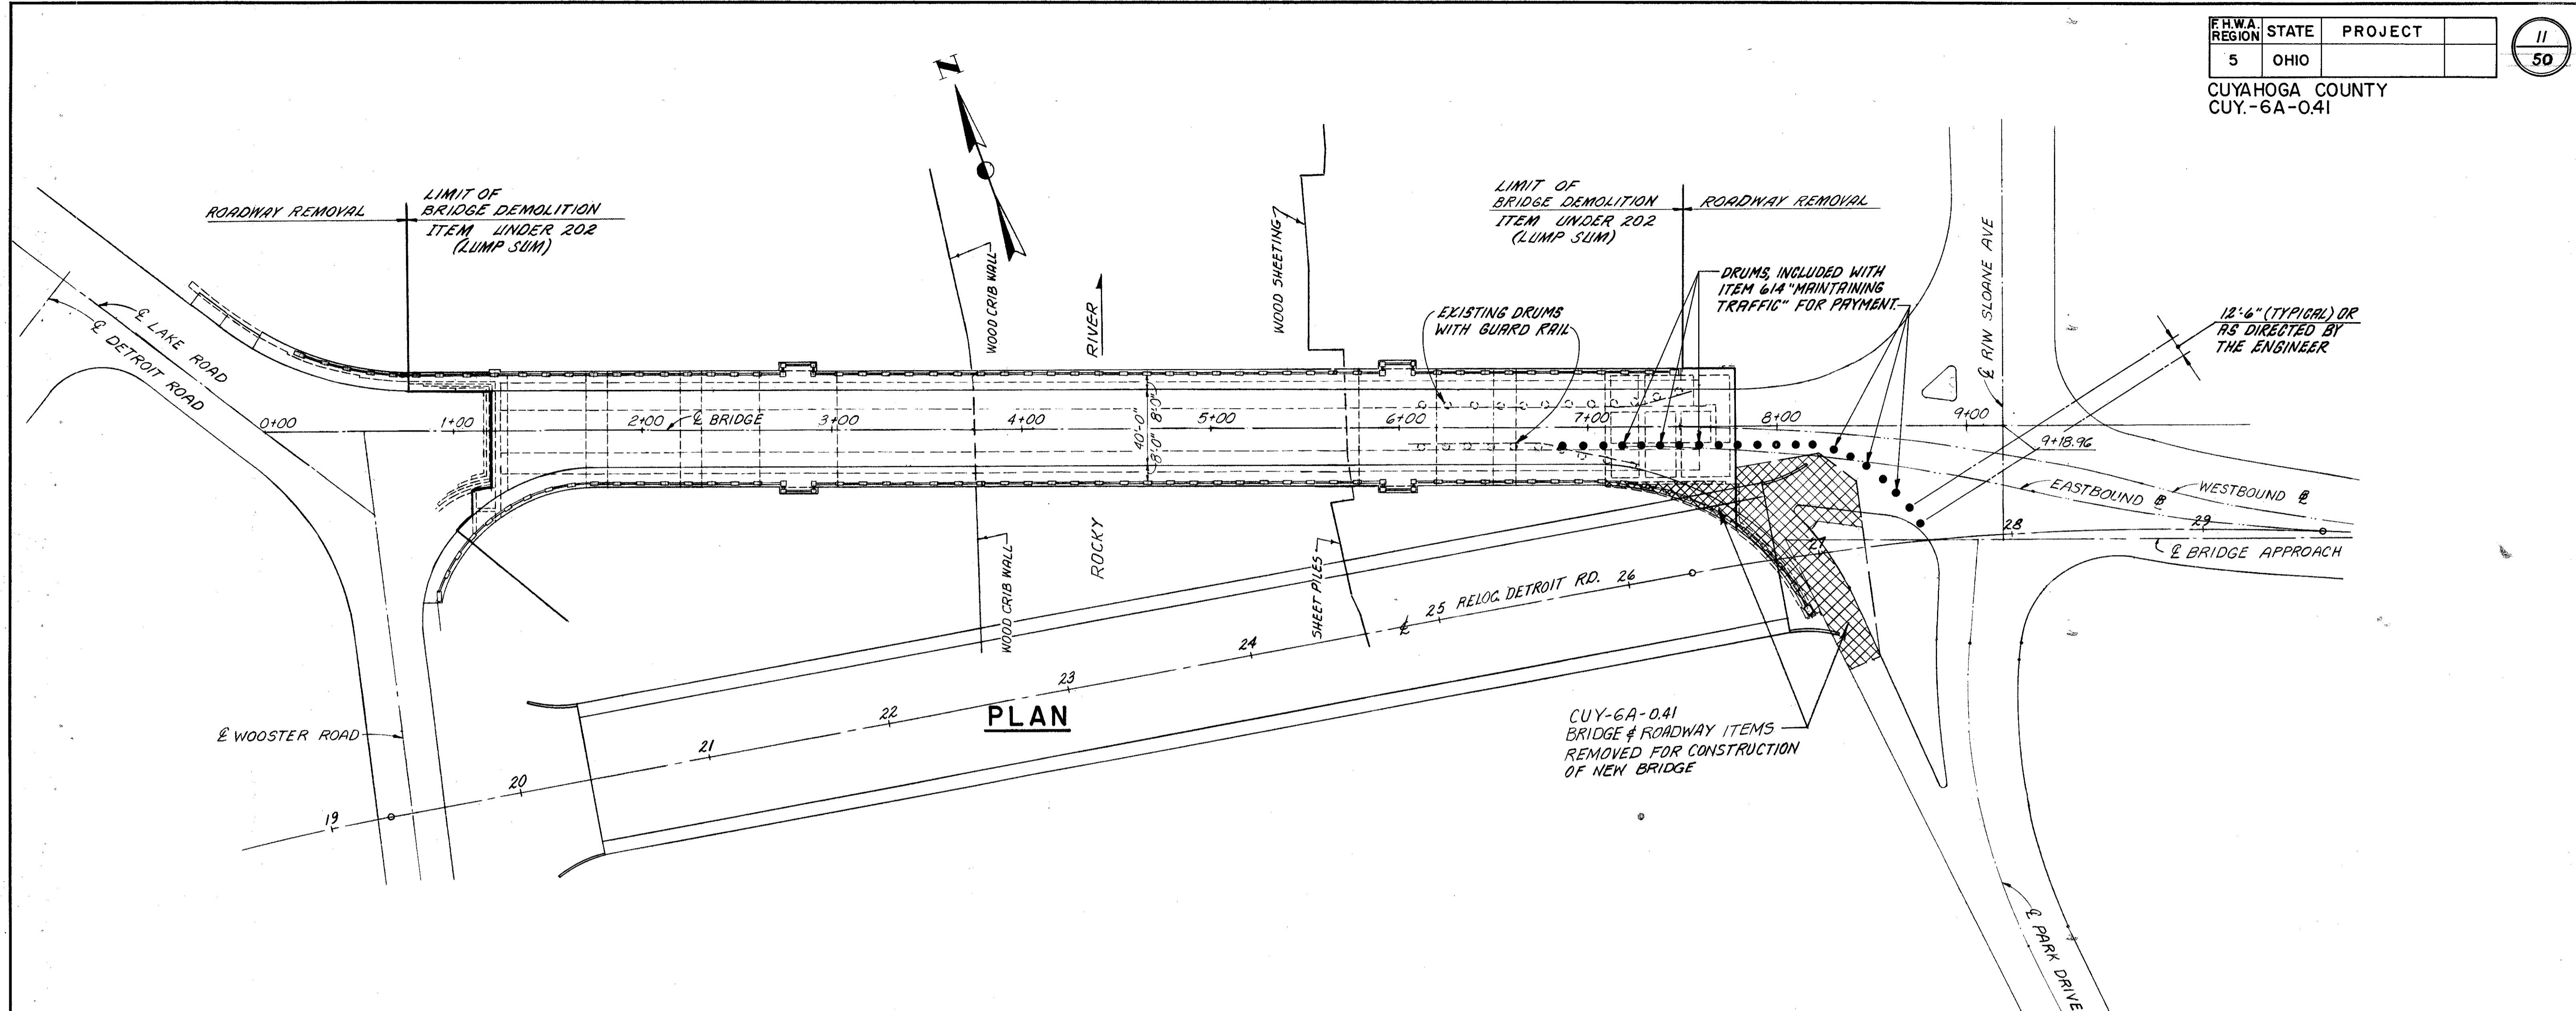 F.H.W.A. REGION STATE PROJECT
5 OHIO
11
50
CUYAHOGA COUNTY
CUY.-6A-0.41
N
ROADWAY REMOVAL
LIMIT OF
BRIDGE DEMOLITION
ITEM UNDER 202
(LUMP SUM)
LIMIT OF
BRIDGE DEMOLITION
ITEM UNDER 202
(LUMP SUM)
ROADWAY REMOVAL
℄ LAKE ROAD
℄ DETROIT ROAD
WOOD CRIB WALL
RIVER
WOOD SHEETING
EXISTING DRUMS
WITH GUARD RAIL
DRUMS, INCLUDED WITH
ITEM 614 "MAINTAINING
TRAFFIC" FOR PAYMENT.
℄ R/W SLOANE AVE
12'-6" (TYPICAL) OR
AS DIRECTED BY
THE ENGINEER
0+00
1+00
2+00
℄ BRIDGE
3+00
4+00
40'-0"
8'-0"
8'-0"
5+00
6+00
7+00
8+00
9+00
9+18.96
EASTBOUND ⅊
WESTBOUND ⅊
27
28
29
℄ BRIDGE APPROACH
WOOD CRIB WALL
ROCKY
SHEET PILES
℄
25 RELOC. DETROIT RD. 26
24
23
22
21
20
19
℄ WOOSTER ROAD
PLAN
CUY-6A-0.41
BRIDGE & ROADWAY ITEMS
REMOVED FOR CONSTRUCTION
OF NEW BRIDGE
℄ PARK DRIVE